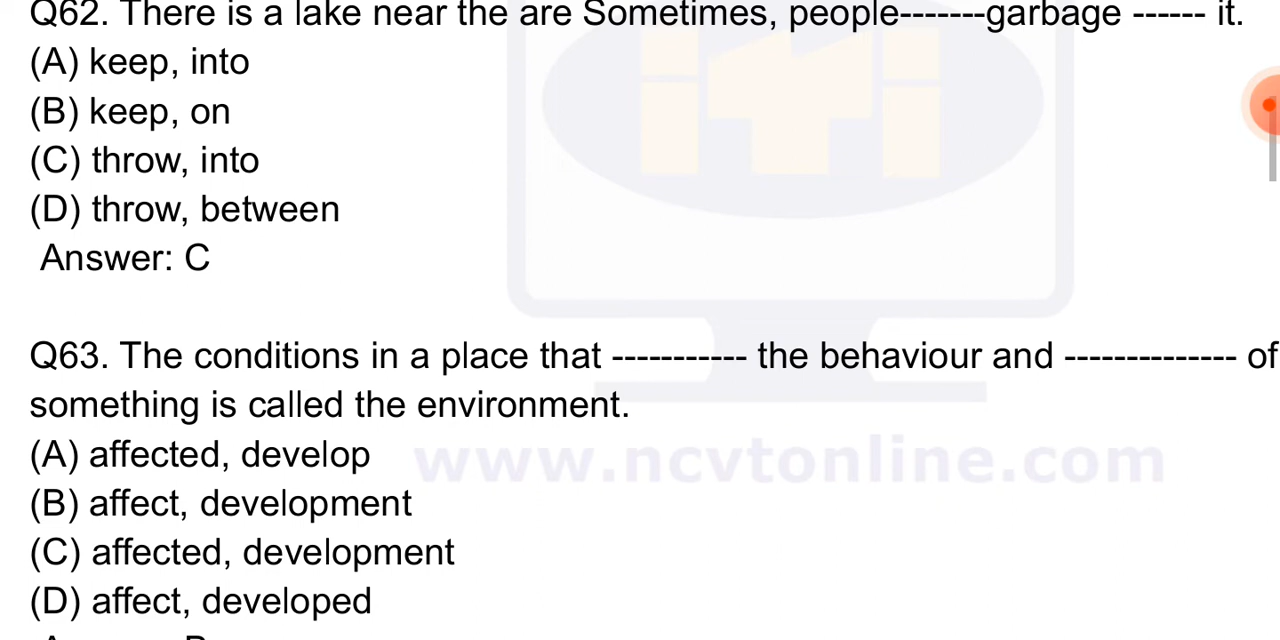 Q62. There is a lake near the are Sometimes, people-------garbage ------ it.
(A) keep, into
(B) keep, on
(C) throw, into
(D) throw, between
Answer: C
Q63. The conditions in a place that ----------- the behaviour and -------------- of
something is called the environment.
(A) affected, develop
www.ncvtonline.com
(B) affect, development
(C) affected, development
(D) affect, developed